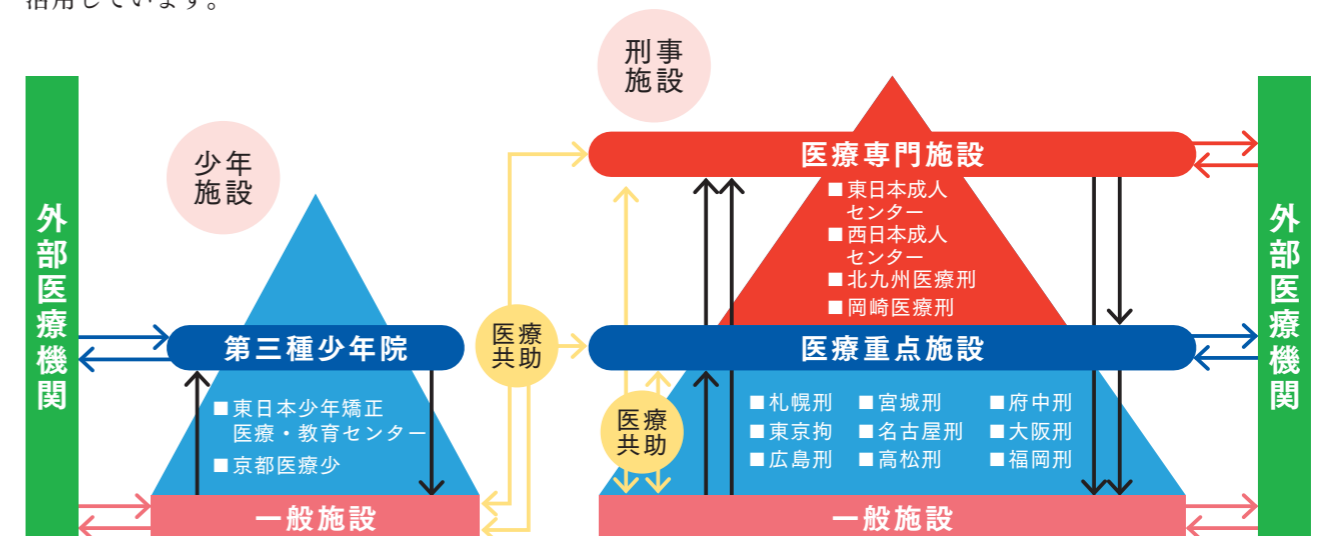 活用しています。
刑事
施設
少年
施設
外部医療機関
医療専門施設
■東日本成人
センター
■西日本成人
センター
■北九州医療刑
■岡崎医療刑
外部医療機関
第三種少年院
医療
共助
医療重点施設
■東日本少年矯正
医療・教育センター
■京都医療少
医療
共助
■札幌刑 ■宮城刑 ■府中刑
■東京拘 ■名古屋刑 ■大阪刑
■広島刑 ■高松刑 ■福岡刑
一般施設
一般施設